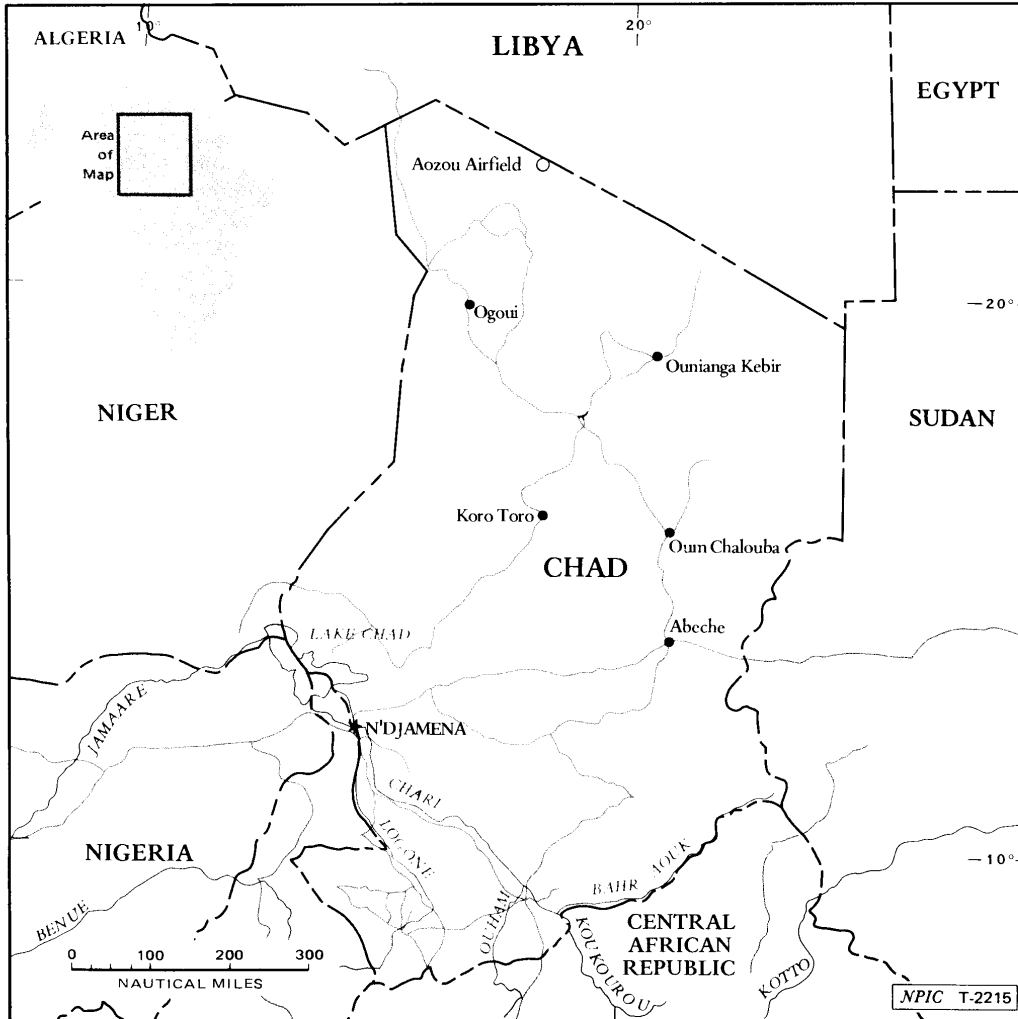 10°
20°
ALGERIA
LIBYA
EGYPT
Area
of
Map
Aozou Airfield
—20°
Ogoui
Ounianga Kebir
NIGER
SUDAN
Koro Toro
Oum Chalouba
CHAD
LAKE CHAD
Abeche
JAMAARE
N'DJAMENA
CHARI
LOGONE
NIGERIA
—10°
BAHR AOUK
BENUE
OUHAM
CENTRAL
AFRICAN
REPUBLIC
KOUKOUROU
KOTTO
0 100 200 300
NAUTICAL MILES
NPIC T-2215